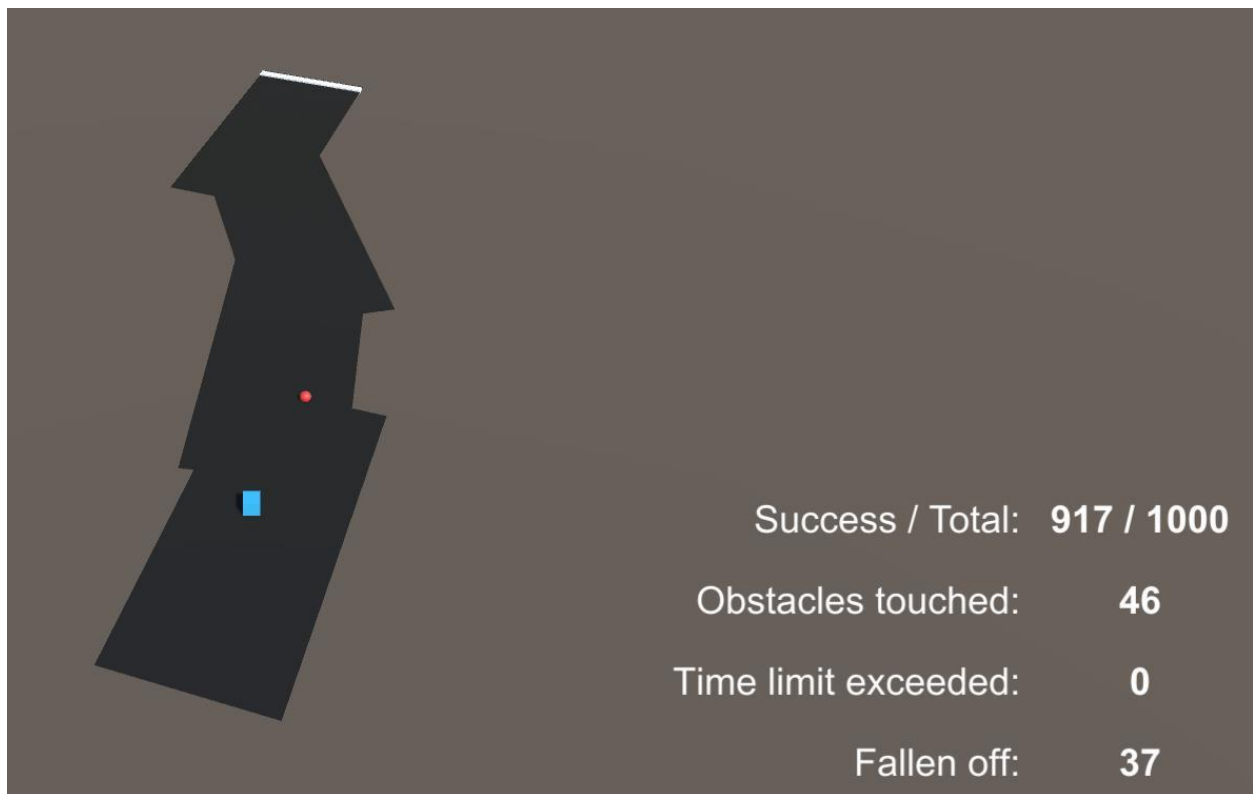 Success / Total: 917 / 1000
Obstacles touched: 46
Time limit exceeded: 0
Fallen off: 37